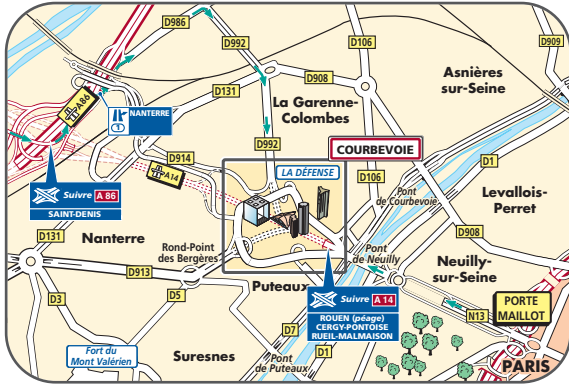 D986
D992
D106
D909
Asnières
sur-Seine
A86
D131
D908
NANTERRE
1
La Garenne-
Colombes
D992
COURBEVOIE
D914
A14
LA DÉFENSE
D106
D1
Pont
de Courbevoie
Levallois-
Perret
Suivre A 86
SAINT-DENIS
D131
Nanterre
Rond-Point
des Bergères
Pont
de Neuilly
D908
Neuilly-
sur-Seine
D913
D3
D5
Puteaux
Suivre A 14
ROUEN (péage)
CERGY-PONTOISE
RUEIL-MALMAISON
PORTE
MAILLOT
N13
D7
D1
Fort du
Mont Valérien
Suresnes
Pont
de Puteaux
PARIS